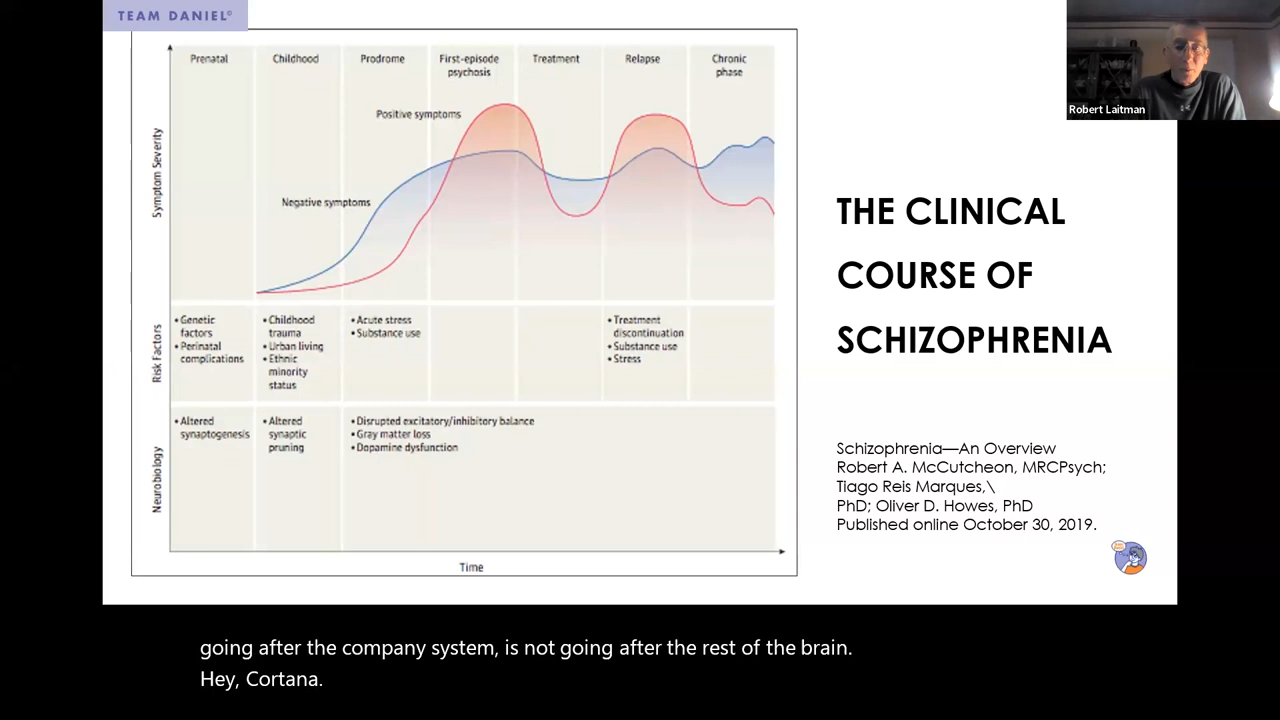 TEAM DANIEL©
Robert Laitman
Prenatal
Childhood
Prodrome
First-episode
psychosis
Treatment
Relapse
Chronic
phase
Symptom Severity
Positive symptoms
Negative symptoms
Risk Factors
• Genetic
factors
• Perinatal
complications
• Childhood
trauma
• Urban living
• Ethnic
minority
status
• Acute stress
• Substance use
• Treatment
discontinuation
• Substance use
• Stress
Neurobiology
• Altered
synaptogenesis
• Altered
synaptic
pruning
• Disrupted excitatory/inhibitory balance
• Gray matter loss
• Dopamine dysfunction
Time
THE CLINICAL
COURSE OF
SCHIZOPHRENIA
Schizophrenia—An Overview
Robert A. McCutcheon, MRCPsych;
Tiago Reis Marques,\
PhD; Oliver D. Howes, PhD
Published online October 30, 2019.
going after the company system, is not going after the rest of the brain.
Hey, Cortana.